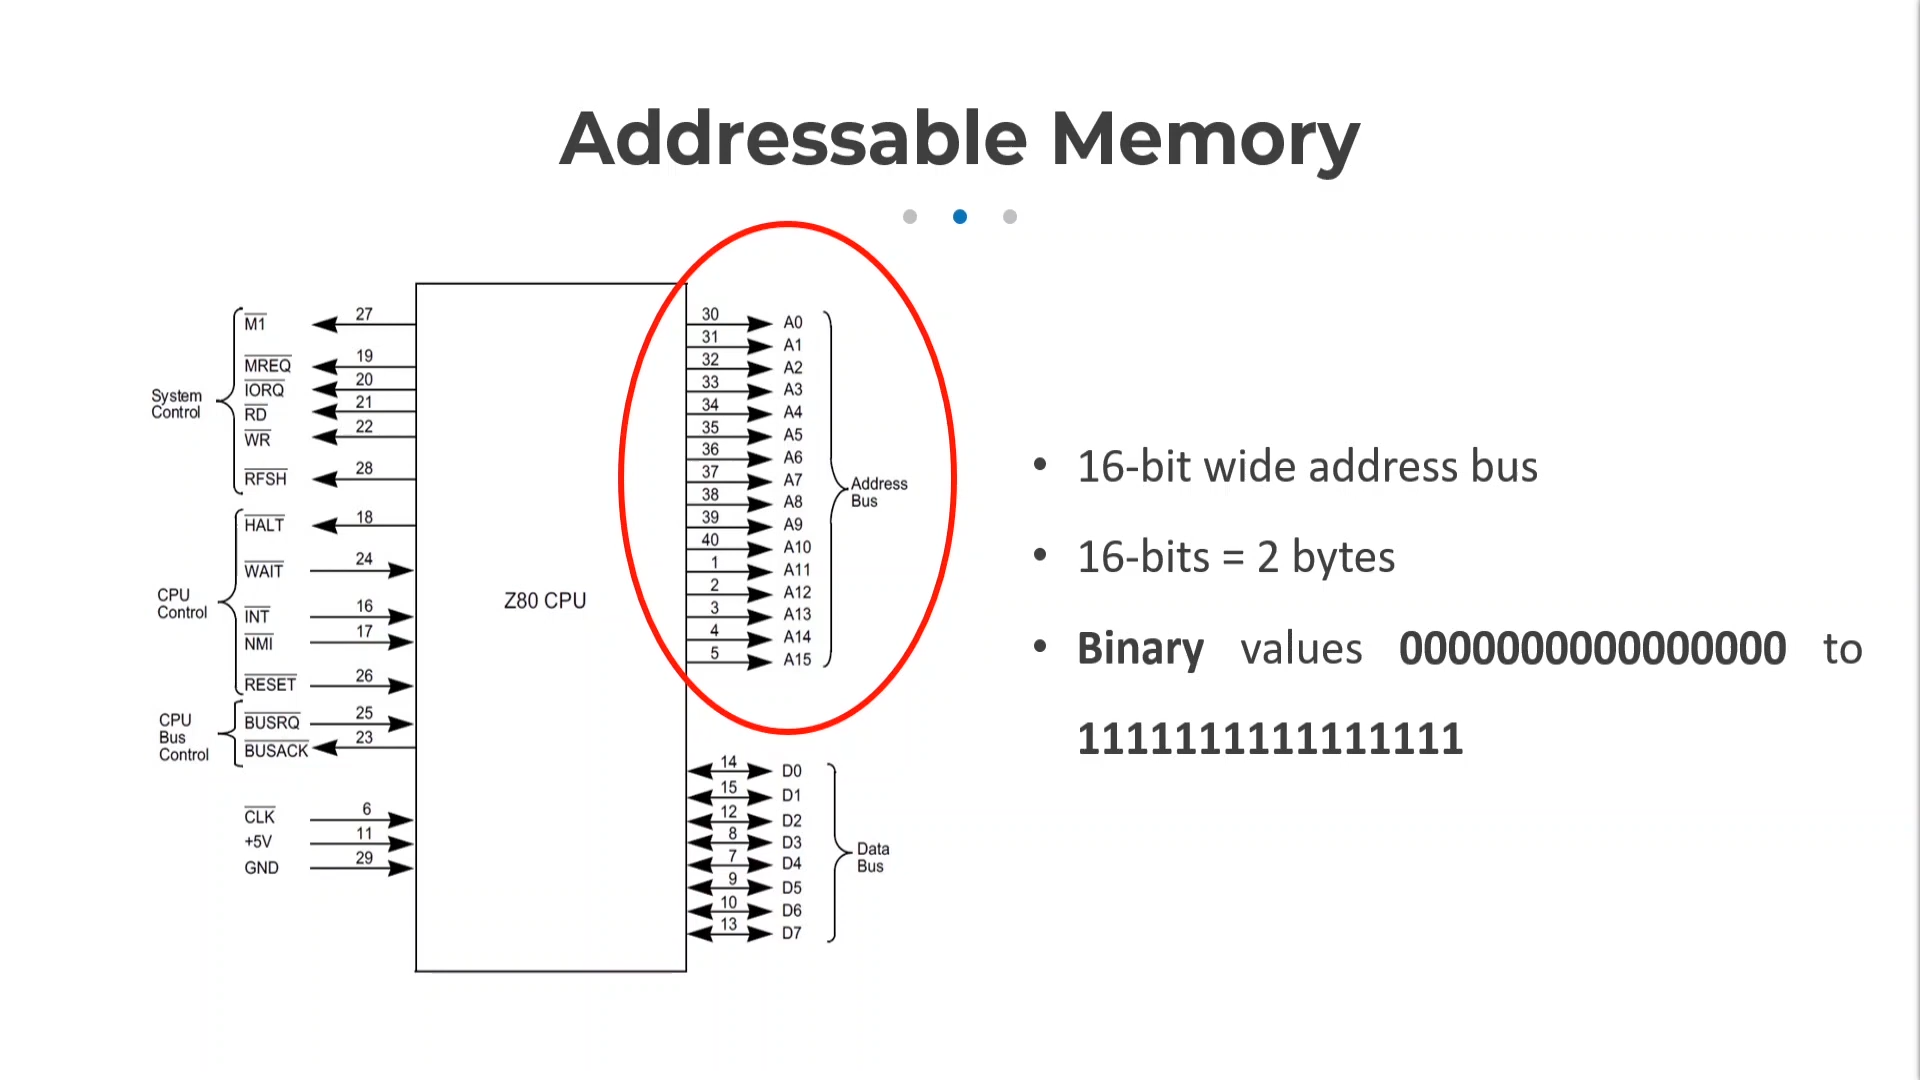 Addressable Memory
System
Control
M1 27
MREQ 19
IORQ 20
RD 21
WR 22
RFSH 28
CPU
Control
HALT 18
WAIT 24
INT 16
NMI 17
RESET 26
CPU
Bus
Control
BUSRQ 25
BUSACK 23
CLK 6
+5V 11
GND 29
Z80 CPU
30 A0
31 A1
32 A2
33 A3
34 A4
35 A5
36 A6
37 A7
38 A8
39 A9
40 A10
1 A11
2 A12
3 A13
4 A14
5 A15
Address
Bus
14 D0
15 D1
12 D2
8 D3
7 D4
9 D5
10 D6
13 D7
Data
Bus
• 16-bit wide address bus
• 16-bits = 2 bytes
• Binary values 0000000000000000 to
1111111111111111